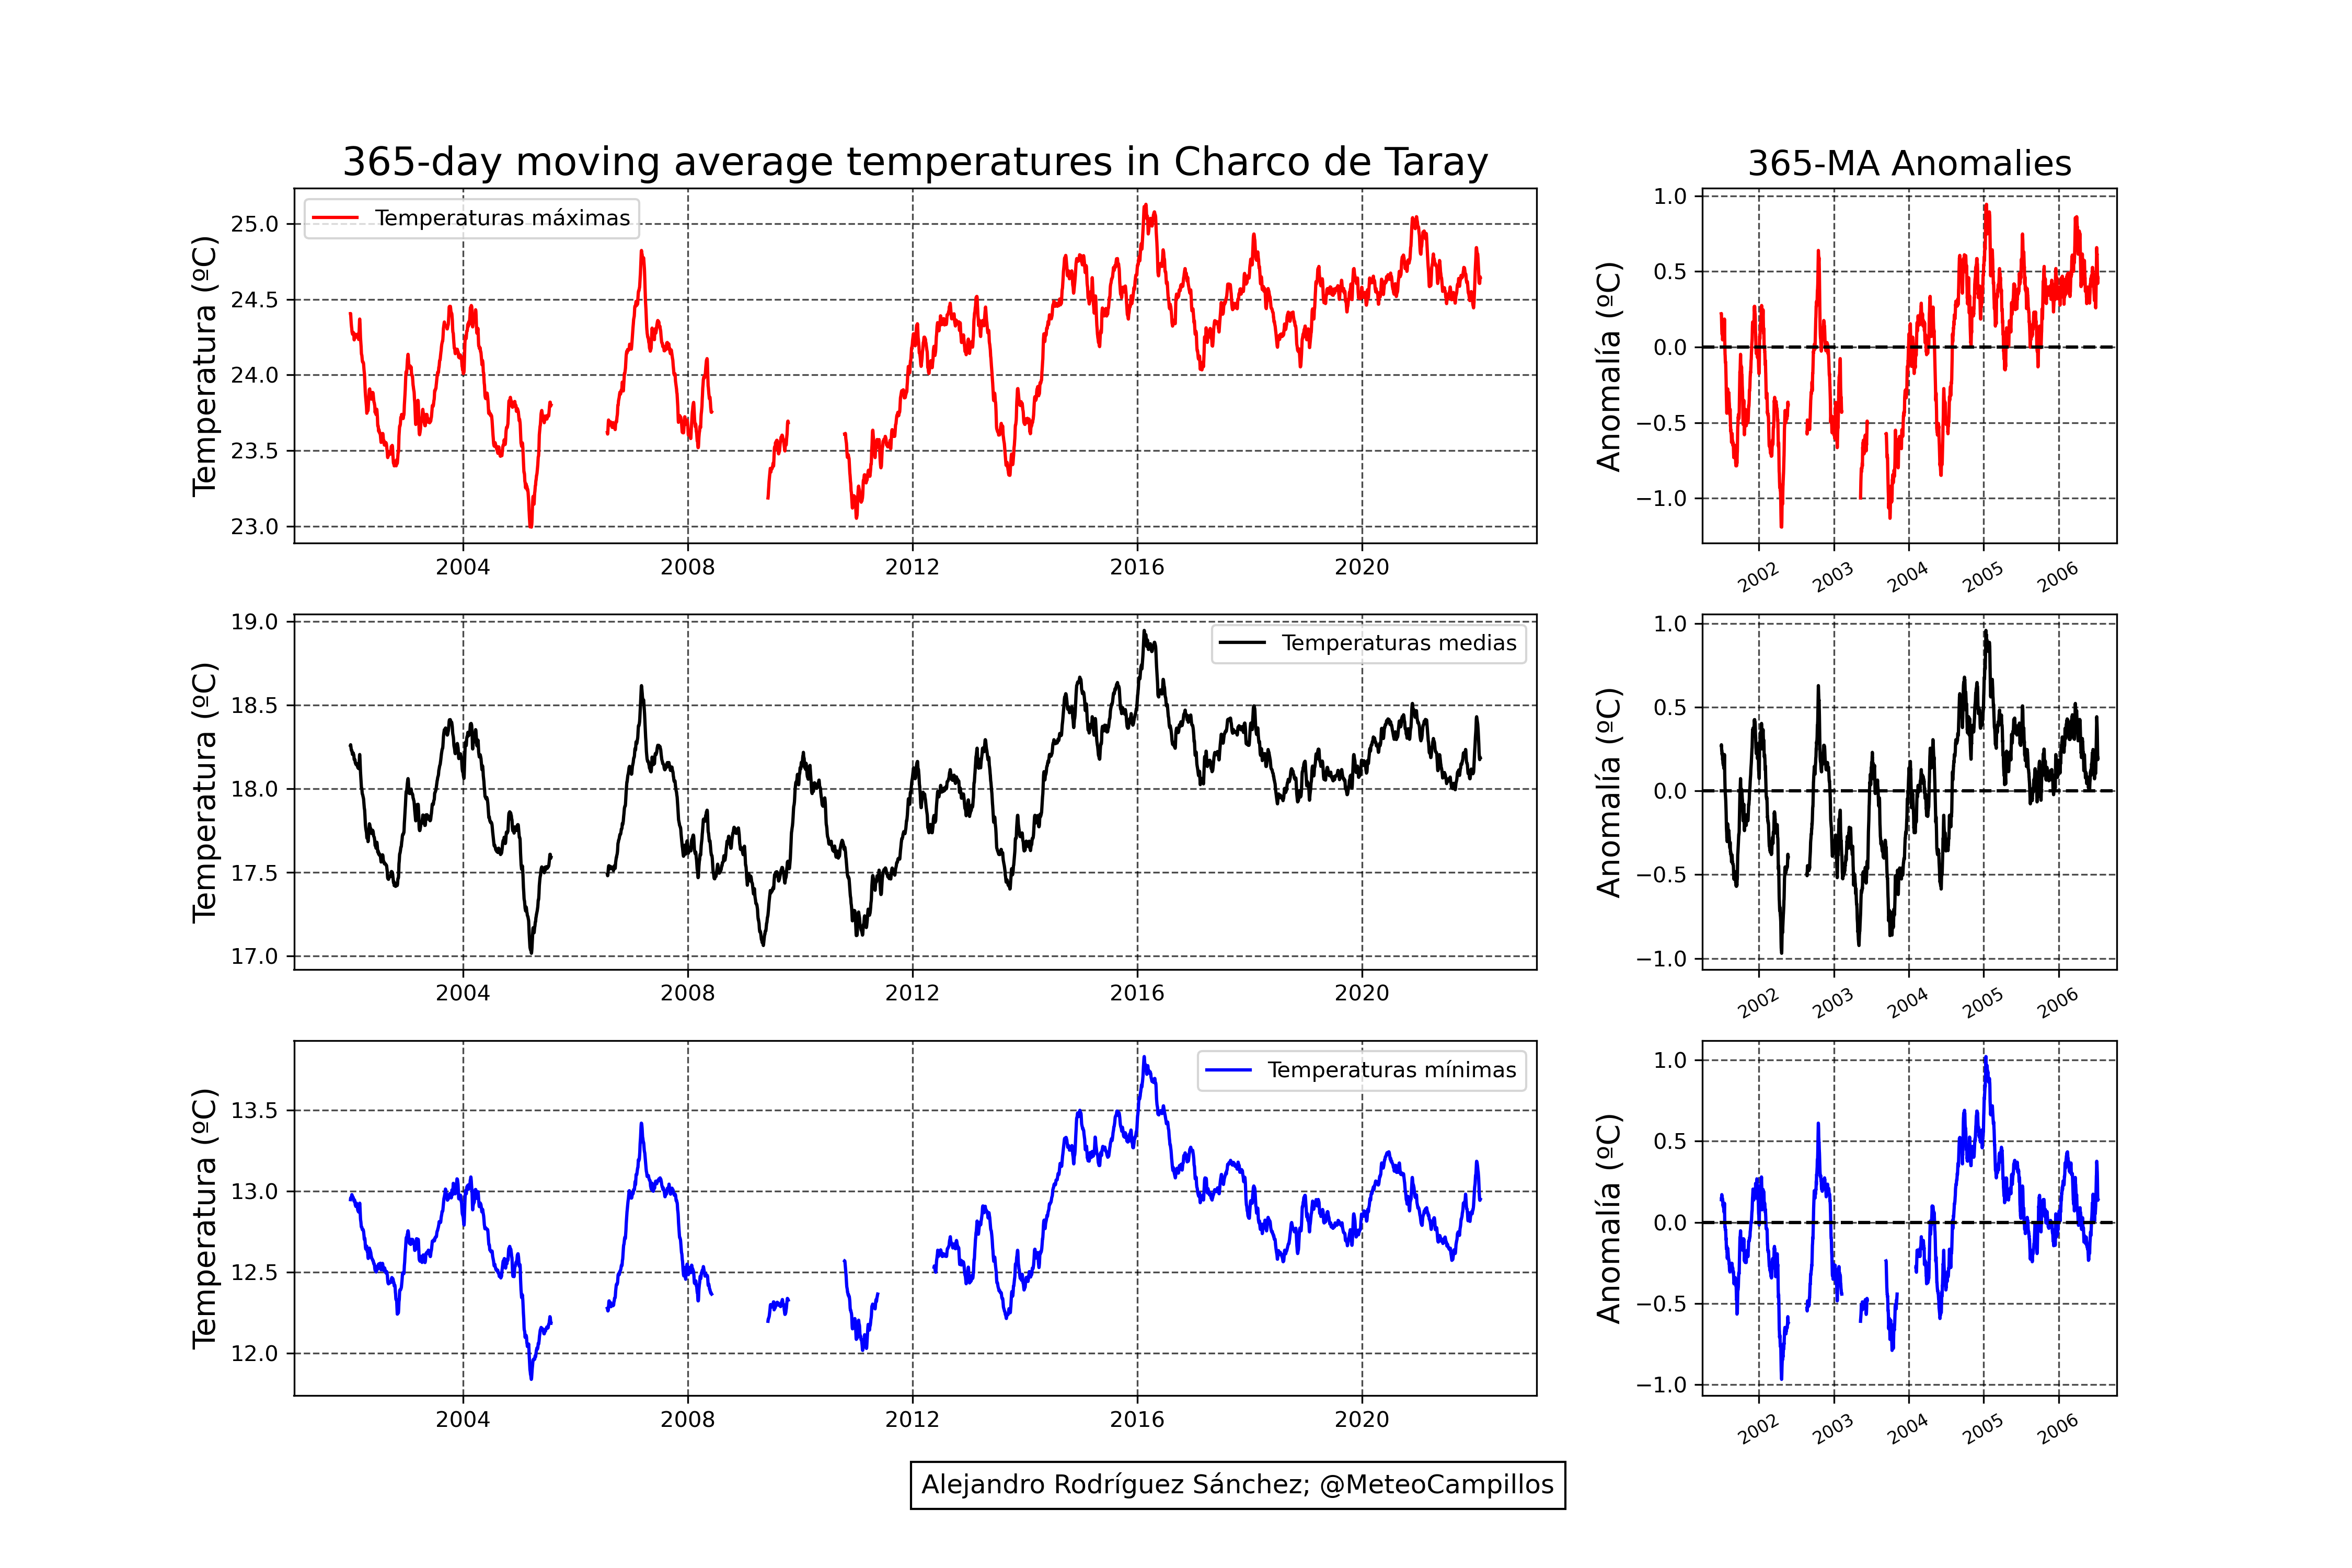 365-day moving average temperatures in Charco de Taray
365-MA Anomalies
Temperatura (ºC)
25.0
24.5
24.0
23.5
23.0
Temperaturas máximas
2004 2008 2012 2016 2020
Anomalía (ºC)
1.0
0.5
0.0
−0.5
−1.0
2002 2003 2004 2005 2006
Temperatura (ºC)
19.0
18.5
18.0
17.5
17.0
Temperaturas medias
2004 2008 2012 2016 2020
Anomalía (ºC)
1.0
0.5
0.0
−0.5
−1.0
2002 2003 2004 2005 2006
Temperatura (ºC)
13.5
13.0
12.5
12.0
Temperaturas mínimas
2004 2008 2012 2016 2020
Anomalía (ºC)
1.0
0.5
0.0
−0.5
−1.0
2002 2003 2004 2005 2006
Alejandro Rodríguez Sánchez; @MeteoCampillos